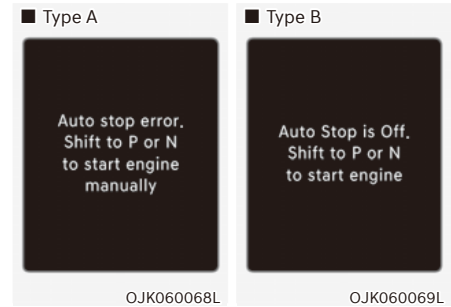 ■ Type A
Auto stop error.
Shift to P or N
to start engine
manually
OJK060068L
■ Type B
Auto Stop is Off.
Shift to P or N
to start engine
OJK060069L